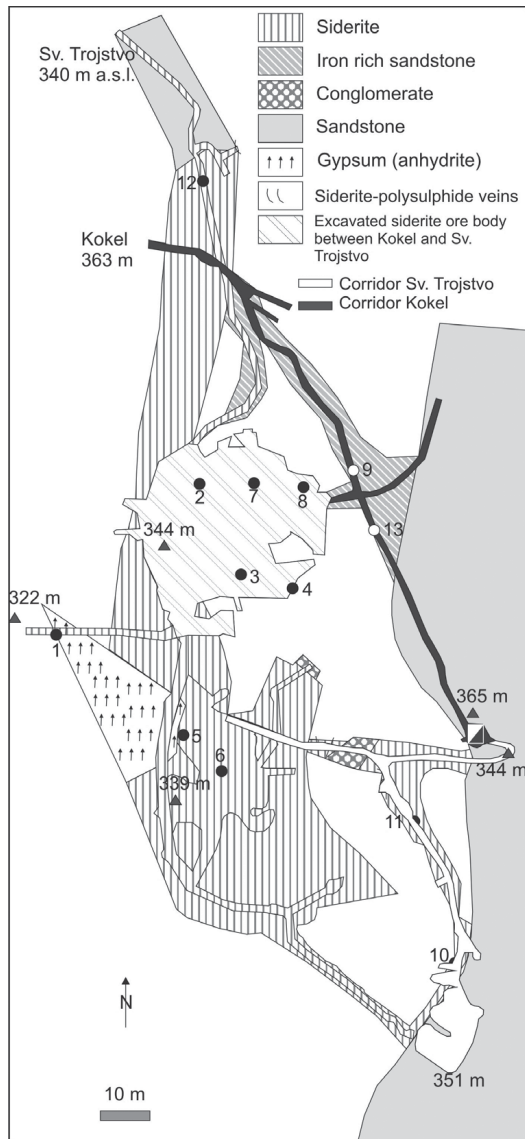 Siderite
Sv. Trojstvo
340 m a.s.l.
Iron rich sandstone
Conglomerate
Sandstone
Gypsum (anhydrite)
Siderite-polysulphide veins
Excavated siderite ore body
between Kokel and Sv.
Trojstvo
Corridor Sv. Trojstvo
Corridor Kokel
12
Kokel
363 m
9
2
7
8
13
344 m
3
4
322 m
1
365 m
5
6
344 m
339 m
11
10
N
351 m
10 m